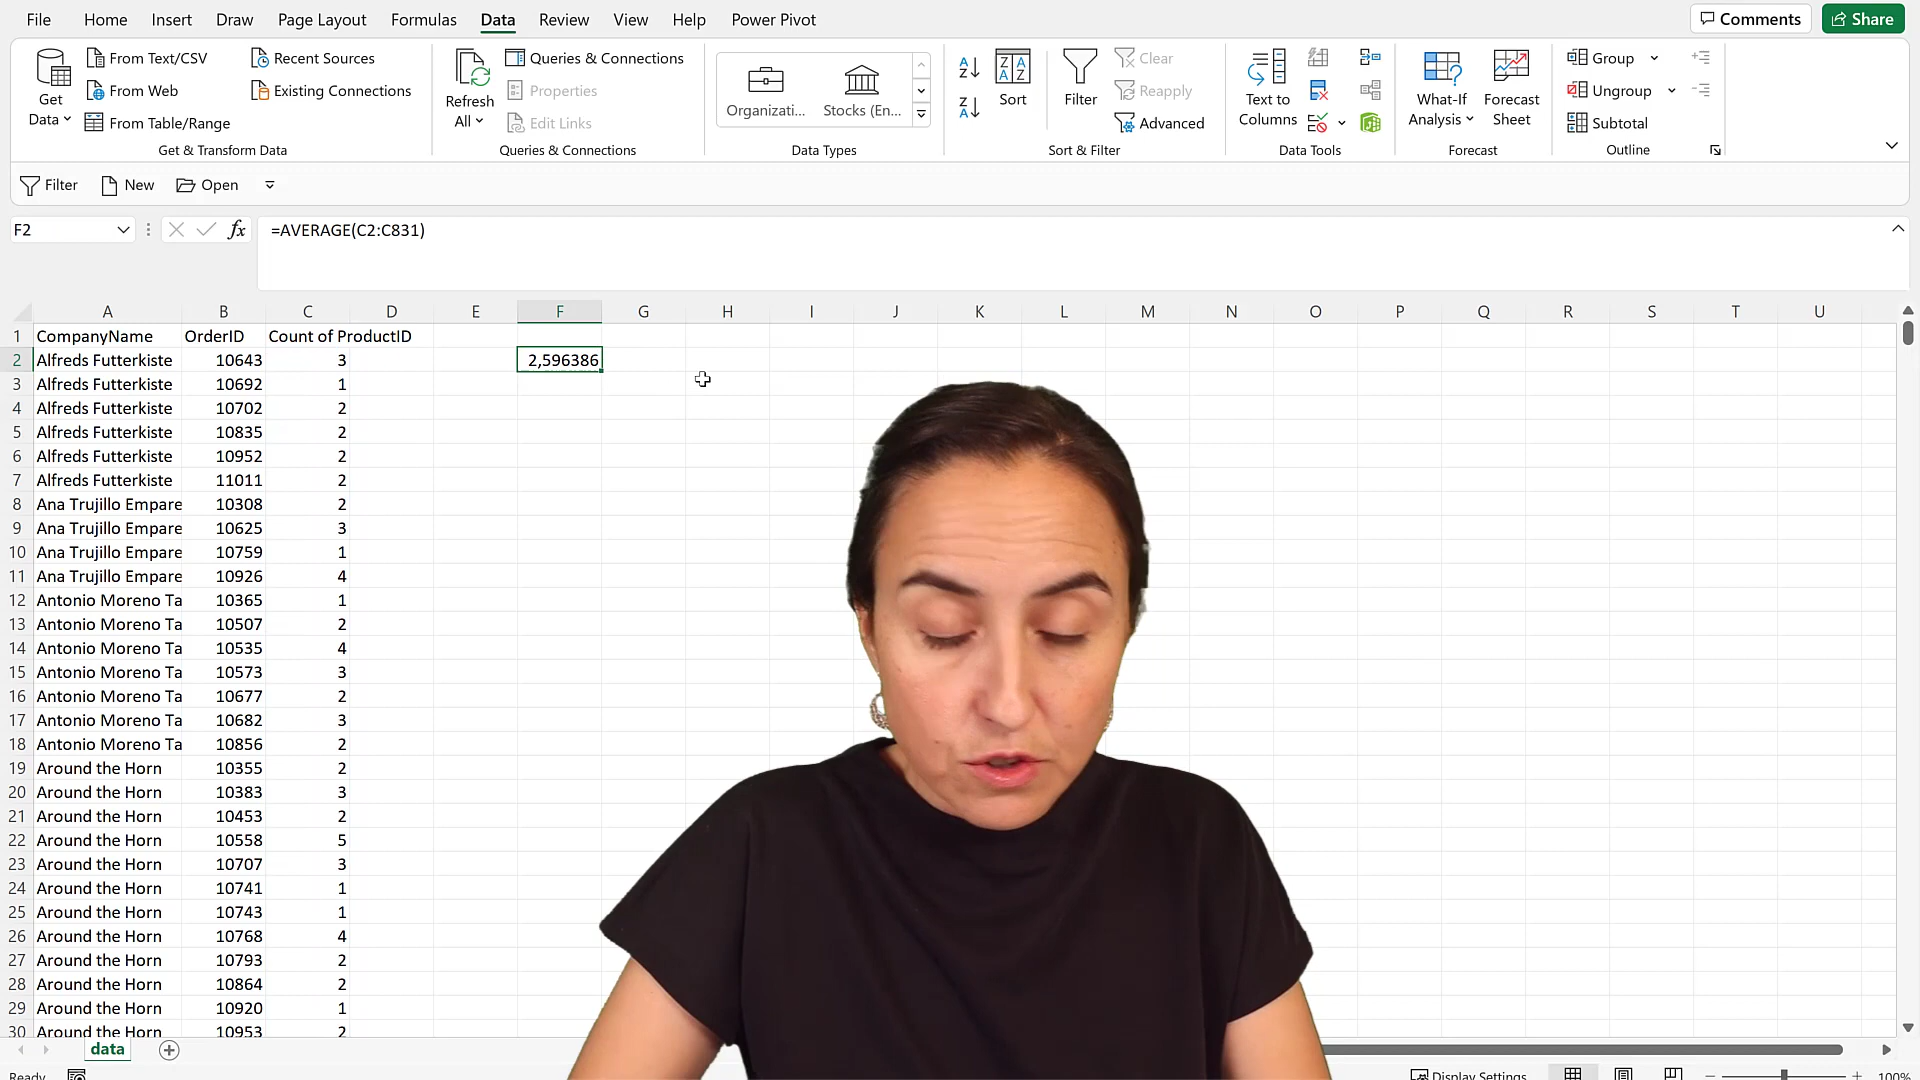 File Home Insert Draw Page Layout Formulas Data Review View Help Power Pivot Comments Share
Get Data From Text/CSV From Web From Table/Range Recent Sources Existing Connections
Get & Transform Data
Refresh All Queries & Connections Properties Edit Links
Queries & Connections
Organizati... Stocks (En...
Data Types
Sort Filter Clear Reapply Advanced
Sort & Filter
Text to Columns
Data Tools
What-If Analysis Forecast Sheet
Forecast
Group Ungroup Subtotal
Outline
Filter New Open
F2 fx =AVERAGE(C2:C831)
A B C D E F G H I J K L M N O P Q R S T U
1 CompanyName OrderID Count of ProductID
2 Alfreds Futterkiste 10643 3 2,596386
3 Alfreds Futterkiste 10692 1
4 Alfreds Futterkiste 10702 2
5 Alfreds Futterkiste 10835 2
6 Alfreds Futterkiste 10952 2
7 Alfreds Futterkiste 11011 2
8 Ana Trujillo Empare 10308 2
9 Ana Trujillo Empare 10625 3
10 Ana Trujillo Empare 10759 1
11 Ana Trujillo Empare 10926 4
12 Antonio Moreno Ta 10365 1
13 Antonio Moreno Ta 10507 2
14 Antonio Moreno Ta 10535 4
15 Antonio Moreno Ta 10573 3
16 Antonio Moreno Ta 10677 2
17 Antonio Moreno Ta 10682 3
18 Antonio Moreno Ta 10856 2
19 Around the Horn 10355 2
20 Around the Horn 10383 3
21 Around the Horn 10453 2
22 Around the Horn 10558 5
23 Around the Horn 10707 3
24 Around the Horn 10741 1
25 Around the Horn 10743 1
26 Around the Horn 10768 4
27 Around the Horn 10793 2
28 Around the Horn 10864 2
29 Around the Horn 10920 1
30 Around the Horn 10953 2
data
Ready Display Settings 100%